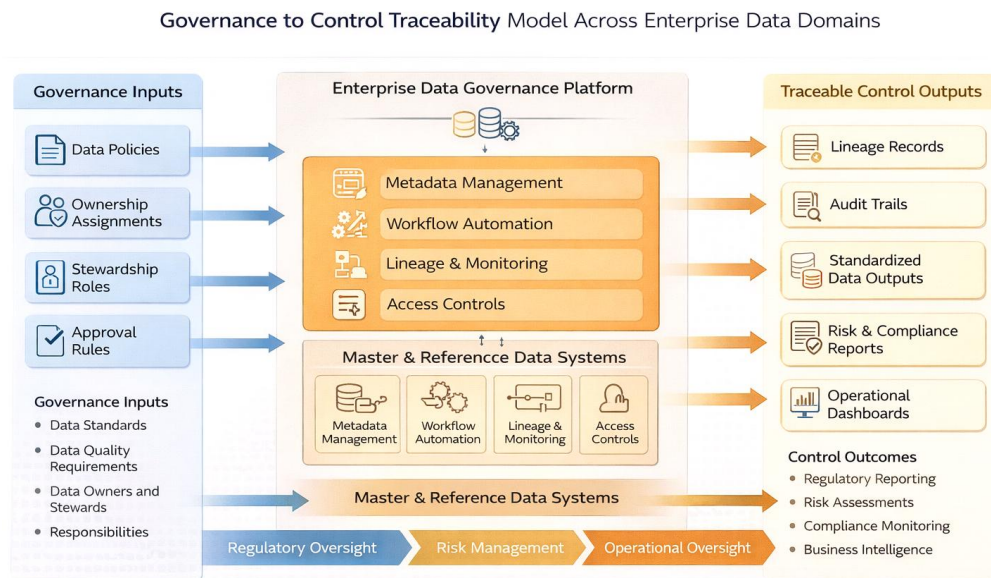 Governance to Control Traceability Model Across Enterprise Data Domains
Governance Inputs
Data Policies
Ownership
Assignments
Stewardship
Roles
Approval
Rules
Governance Inputs
• Data Standards
• Data Quality
Requirements
• Data Owners and
Stewards
• Responsibilities
Enterprise Data Governance Platform
Metadata Management
Workflow Automation
Lineage & Monitoring
Access Controls
Master & Referencce Data Systems
Metadata
Management
Workflow
Automation
Lineage &
Monitoring
Access
Controls
Master & Reference Data Systems
Regulatory Oversight
Risk Management
Operational Oversight
Traceable Control Outputs
Lineage Records
Audit Trails
Standardized
Data Outputs
Risk & Compliance
Reports
Operational
Dashboards
Control Outcomes
• Regulatory Reporting
• Risk Assessments
• Compliance Monitoring
• Business Intelligence